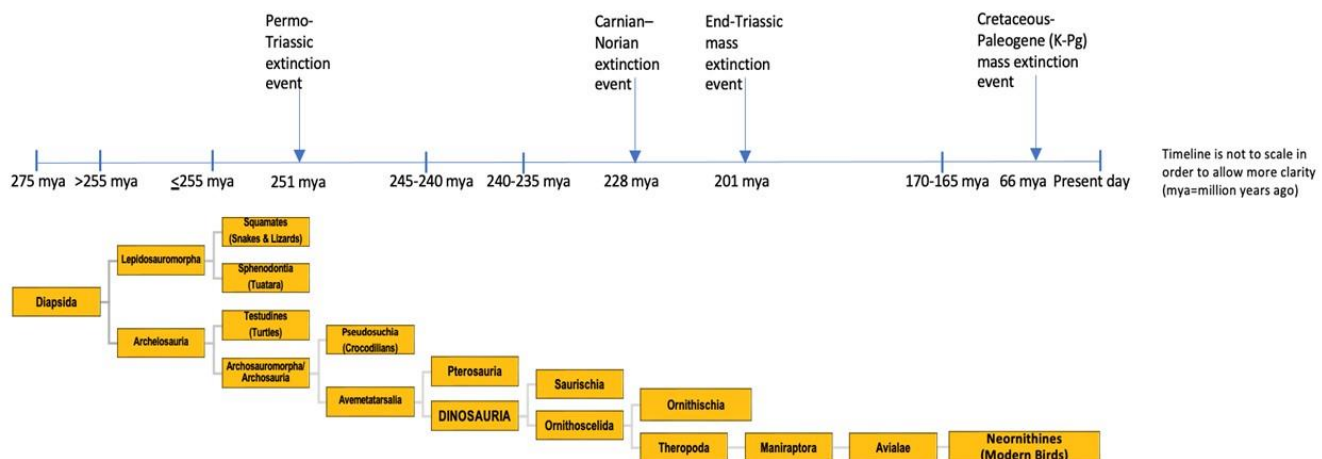 Permo-
Triassic
extinction
event
Carnian–
Norian
extinction
event
End-Triassic
mass
extinction
event
Cretaceous-
Paleogene (K-Pg)
mass extinction
event
275 mya
>255 mya
≤255 mya
251 mya
245-240 mya
240-235 mya
228 mya
201 mya
170-165 mya
66 mya
Present day
Timeline is not to scale in
order to allow more clarity
(mya=million years ago)
Squamates
(Snakes & Lizards)
Lepidosauromorpha
Sphenodontia
(Tuatara)
Diapsida
Testudines
(Turtles)
Archelosauria
Archosauromorpha/
Archosauria
Pseudosuchia
(Crocodilians)
Avemetatarsalia
Pterosauria
DINOSAURIA
Saurischia
Ornithoscelida
Ornithischia
Theropoda
Maniraptora
Avialae
Neornithines
(Modern Birds)